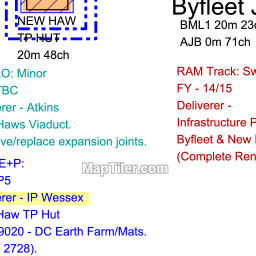 NEW HAW
TP HUT
20m 48ch
O: Minor
TBC
erer - Atkins
Haws Viaduct.
ve/replace expansion joints.
E+P:
P5
erer - IP Wessex
Haw TP Hut
9020 - DC Earth Farm/Mats.
2728).
Byfleet
BML1 20m 23
AJB 0m 71ch
RAM Track: Sw
FY - 14/15
Deliverer -
Infrastructure P
Byfleet & New
(Complete Ren
MapTiler.com